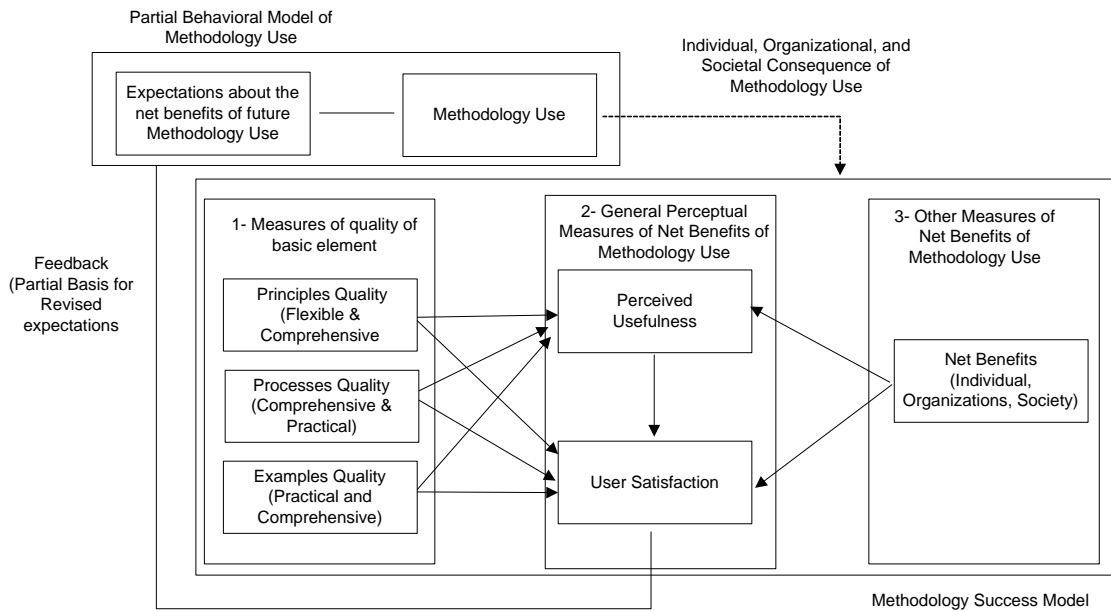 Partial Behavioral Model of
Methodology Use
Individual, Organizational, and
Societal Consequence of
Methodology Use
Expectations about the
net benefits of future
Methodology Use
Methodology Use
Feedback
(Partial Basis for
Revised
expectations
1- Measures of quality of
basic element
Principles Quality
(Flexible &
Comprehensive
Processes Quality
(Comprehensive &
Practical)
Examples Quality
(Practical and
Comprehensive)
2- General Perceptual
Measures of Net Benefits of
Methodology Use
Perceived
Usefulness
User Satisfaction
3- Other Measures of
Net Benefits of
Methodology Use
Net Benefits
(Individual,
Organizations, Society)
Methodology Success Model